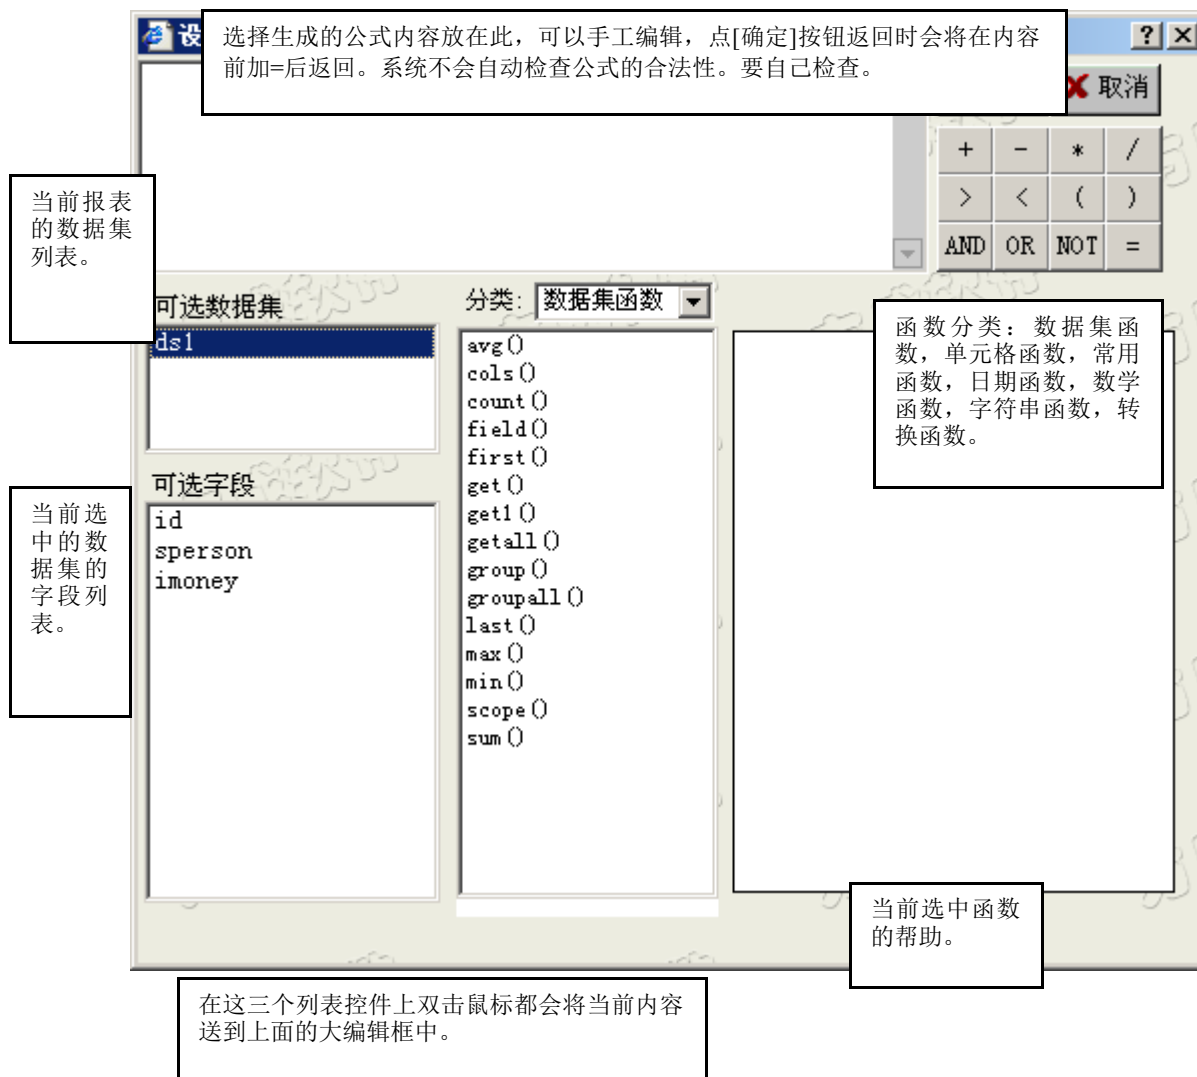 设
选择生成的公式内容放在此，可以手工编辑，点[确定]按钮返回时会将在内容
前加=后返回。系统不会自动检查公式的合法性。要自己检查。
取消
+ - * /
> < ( )
AND OR NOT =
当前报表
的数据集
列表。
可选数据集
ds1
分类: 数据集函数
avg()
cols()
count()
field()
first()
get()
get1()
getall()
group()
groupall()
last()
max()
min()
scope()
sum()
函数分类：数据集函
数，单元格函数，常用
函数，日期函数，数学
函数，字符串函数，转
换函数。
可选字段
id
sperson
imoney
当前选
中的数
据集的
字段列
表。
当前选中函数
的帮助。
在这三个列表控件上双击鼠标都会将当前内容
送到上面的大编辑框中。